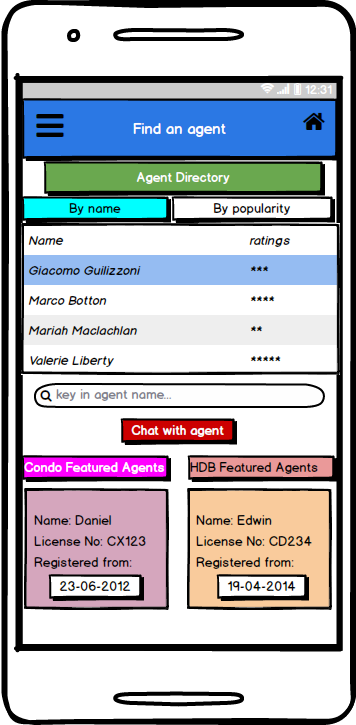 12:31
Find an agent
Agent Directory
By name
By popularity
Name ratings
Giacomo Guilizzoni ***
Marco Botton ****
Mariah Maclachlan **
Valerie Liberty *****
key in agent name...
Chat with agent
Condo Featured Agents
HDB Featured Agents
Name: Daniel
License No: CX123
Registered from:
23-06-2012
Name: Edwin
License No: CD234
Registered from:
19-04-2014